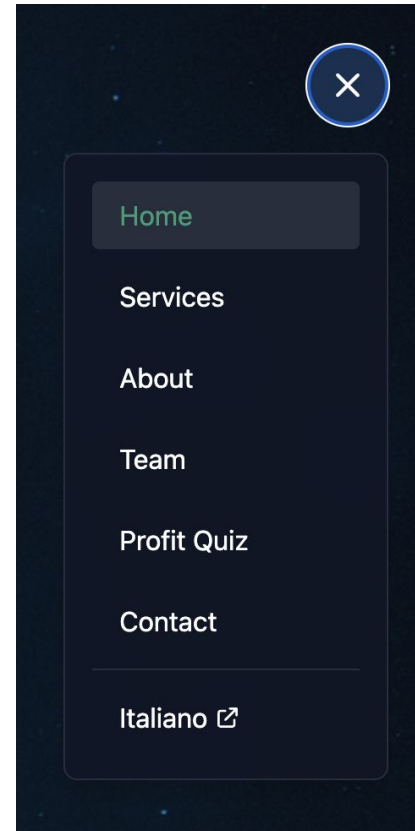 Home
Services
About
Team
Profit Quiz
Contact
Italiano